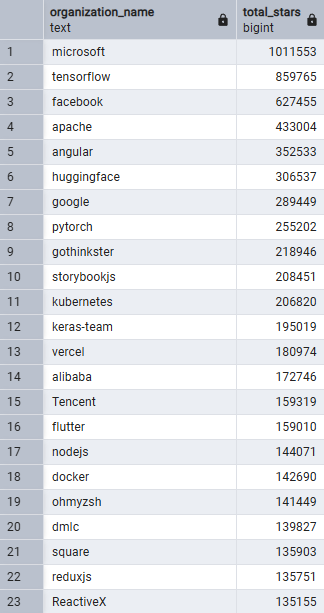 organization_name total_stars
text bigint
1 microsoft 1011553
2 tensorflow 859765
3 facebook 627455
4 apache 433004
5 angular 352533
6 huggingface 306537
7 google 289449
8 pytorch 255202
9 gothinkster 218946
10 storybookjs 208451
11 kubernetes 206820
12 keras-team 195019
13 vercel 180974
14 alibaba 172746
15 Tencent 159319
16 flutter 159010
17 nodejs 144071
18 docker 142690
19 ohmyzsh 141449
20 dmlc 139827
21 square 135903
22 reduxjs 135751
23 ReactiveX 135155